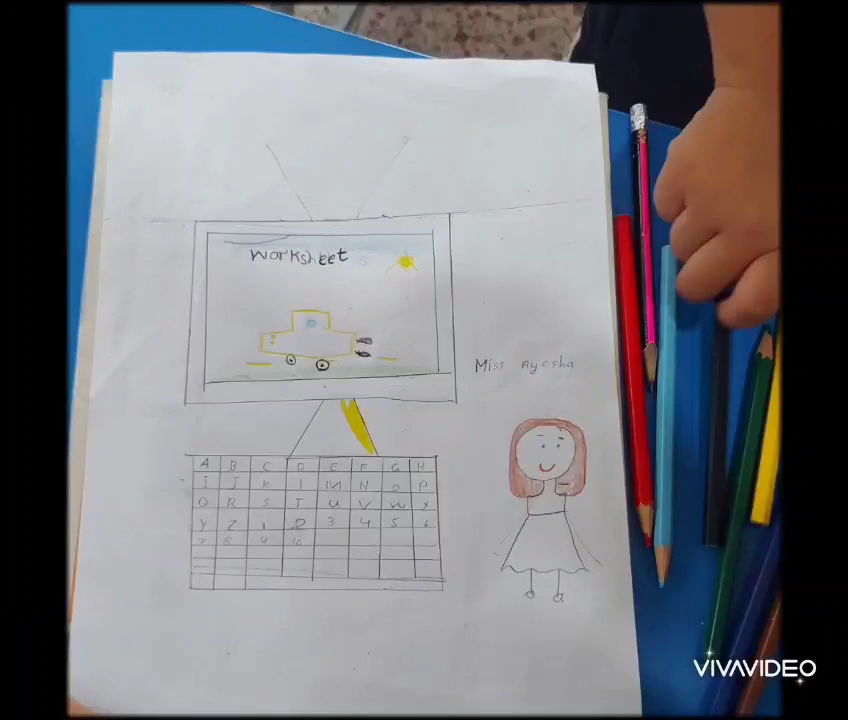 Worksheet
Miss Ayesha
A B C D E F G H
I J K l M N O P
Q R S T U V W X
Y Z 1 2 3 4 5 6
7 8 9 10
VIVAVIDEO